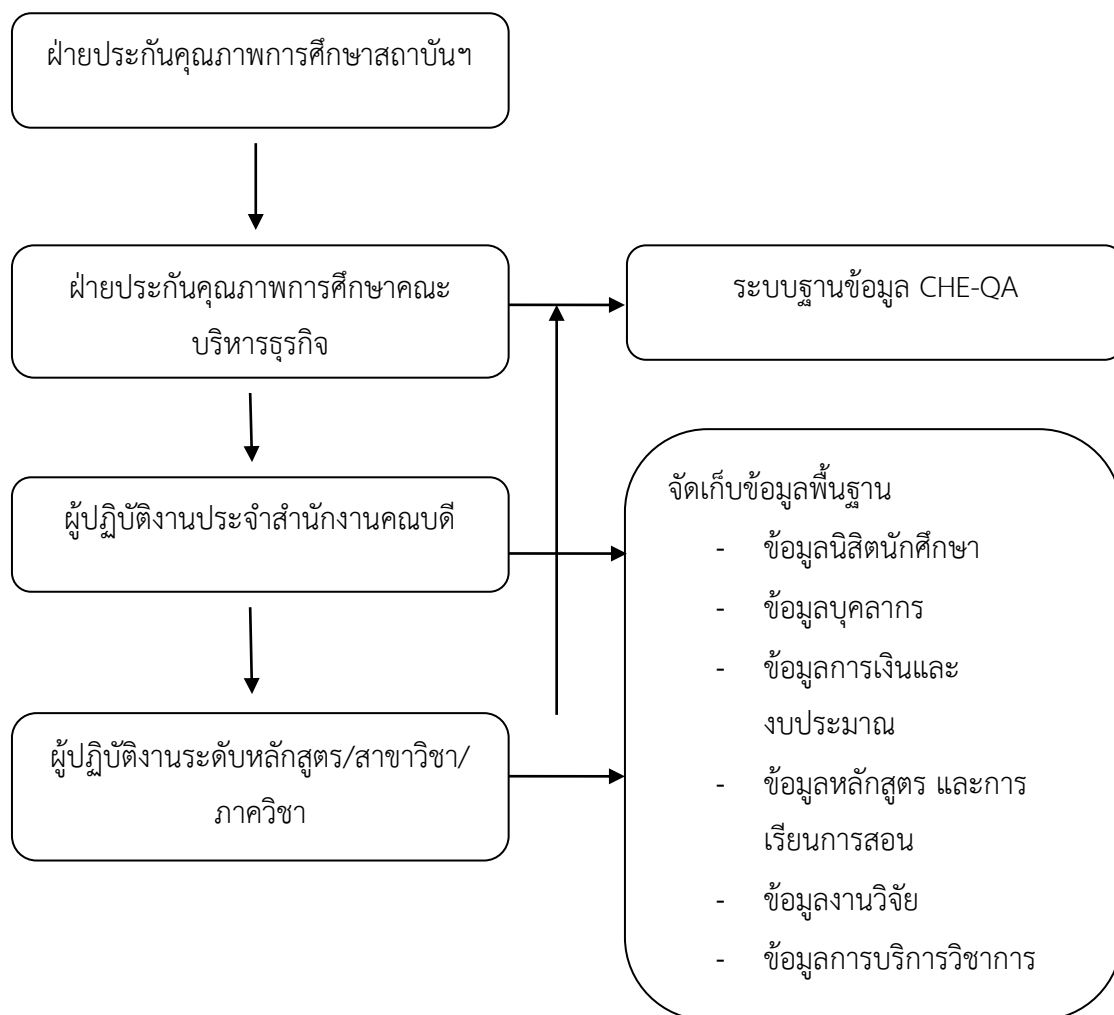 ฝ่ายประกันคุณภาพการศึกษาสถาบันฯ
ฝ่ายประกันคุณภาพการศึกษาคณะ
บริหารธุรกิจ
ระบบฐานข้อมูล CHE-QA
ผู้ปฏิบัติงานประจำสำนักงานคณบดี
ผู้ปฏิบัติงานระดับหลักสูตร/สาขาวิชา/
ภาควิชา
จัดเก็บข้อมูลพื้นฐาน
- ข้อมูลนิสิตนักศึกษา
- ข้อมูลบุคลากร
- ข้อมูลการเงินและ
งบประมาณ
- ข้อมูลหลักสูตร และการ
เรียนการสอน
- ข้อมูลงานวิจัย
- ข้อมูลการบริการวิชาการ